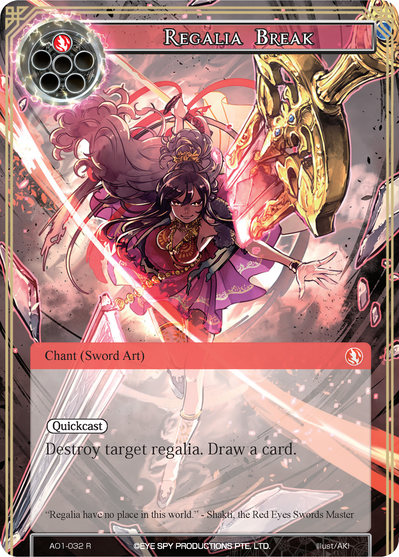 Regalia Break
Chant (Sword Art)
Quickcast
Destroy target regalia. Draw a card.
“Regalia have no place in this world.” - Shakti, the Red Eyes Swords Master
AO1-032 R
©EYE SPY PRODUCTIONS PTE. LTD.
Illust/AKI